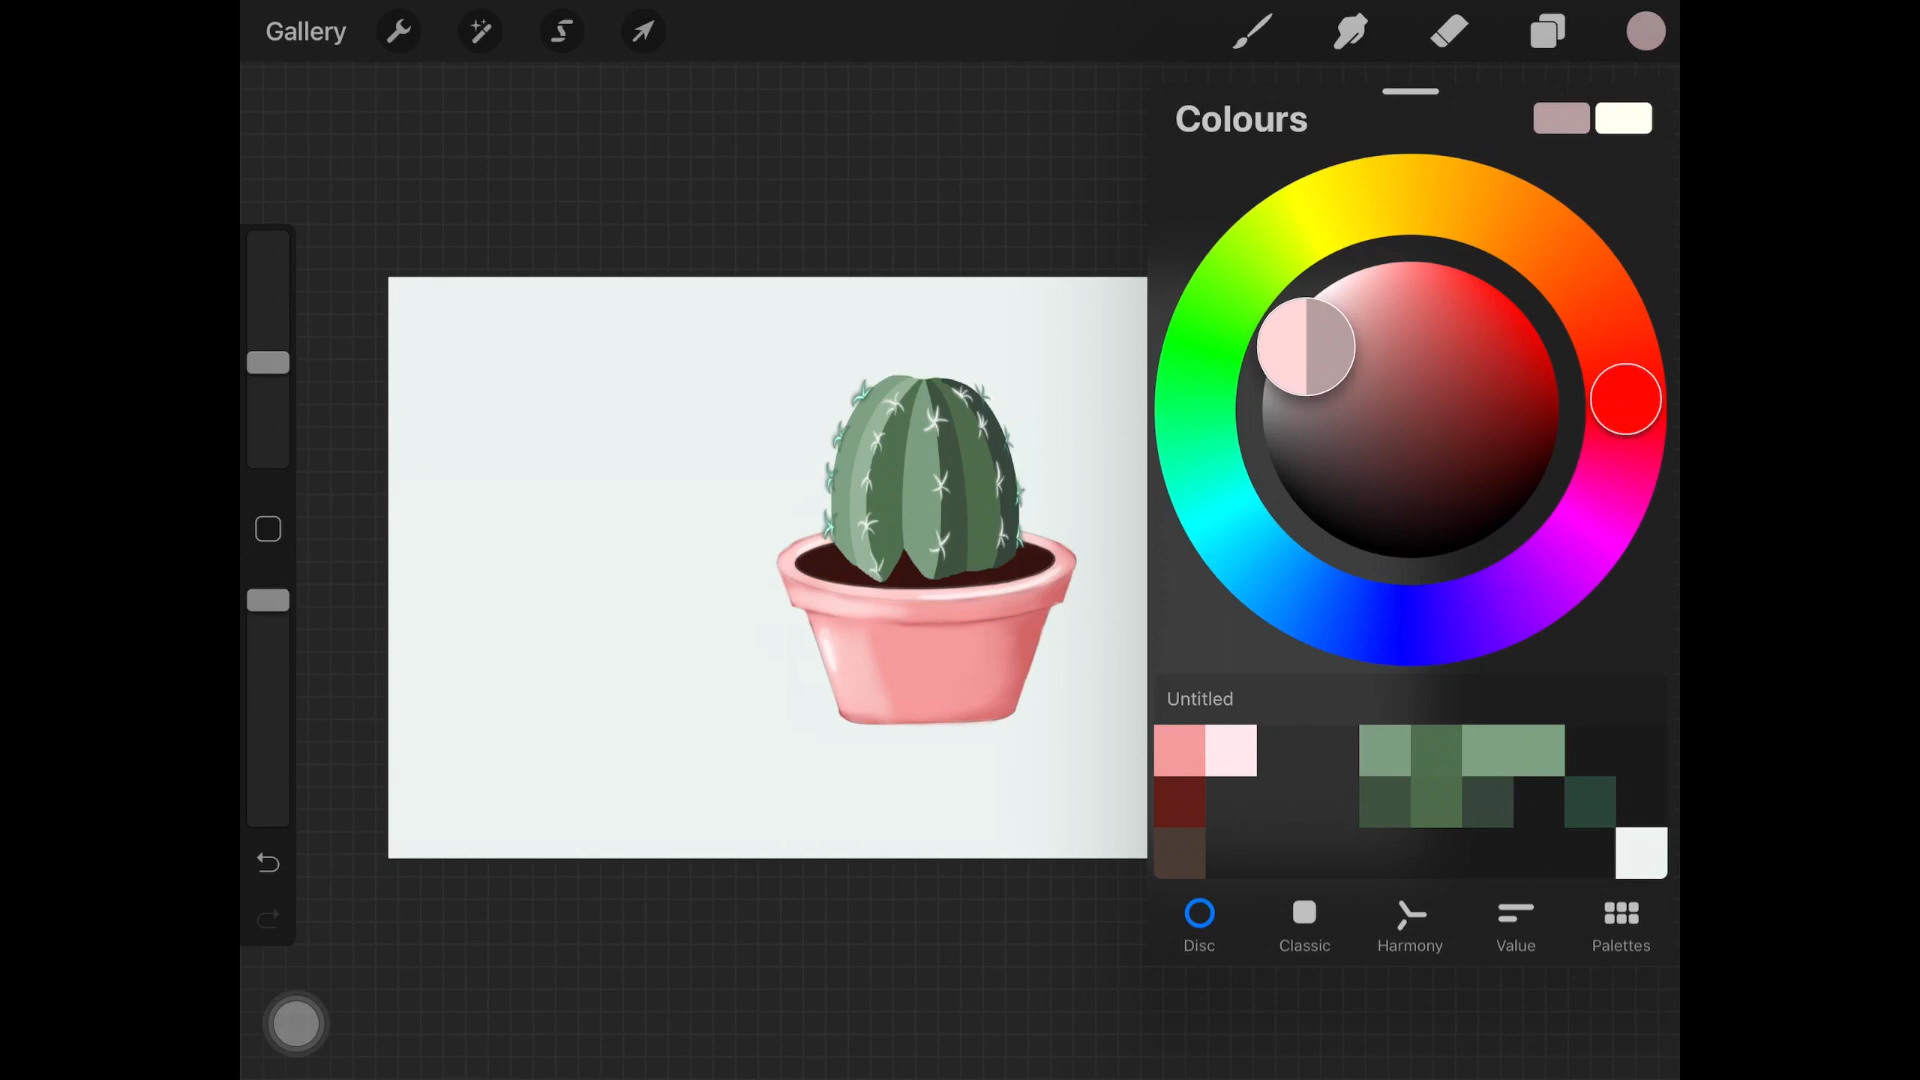 Gallery
Colours
Untitled
Disc
Classic
Harmony
Value
Palettes